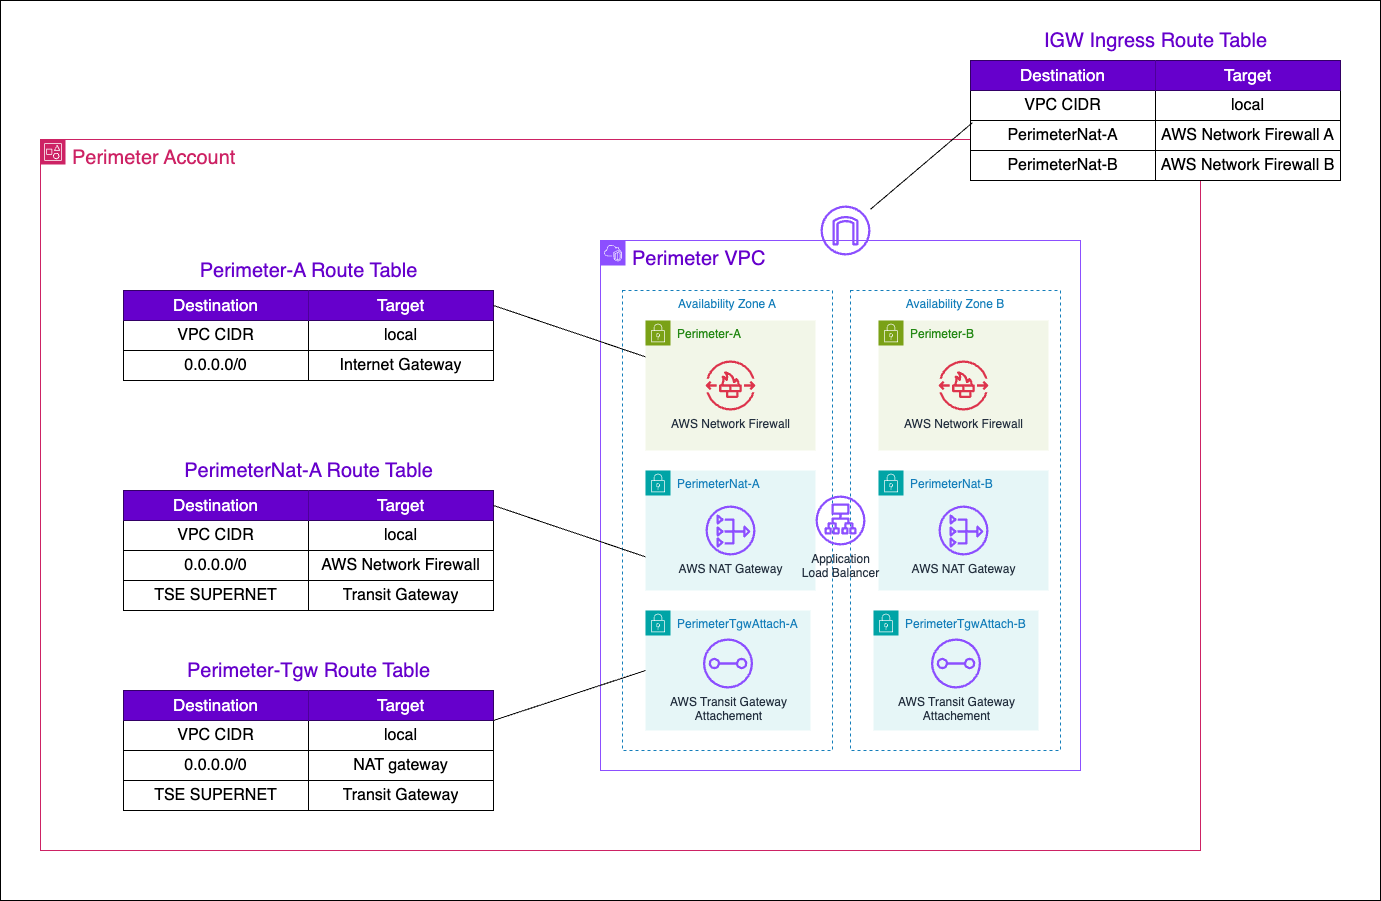 IGW Ingress Route Table
Destination Target
VPC CIDR local
PerimeterNat-A AWS Network Firewall A
PerimeterNat-B AWS Network Firewall B
Perimeter Account
Perimeter-A Route Table
Destination Target
VPC CIDR local
0.0.0.0/0 Internet Gateway
PerimeterNat-A Route Table
Destination Target
VPC CIDR local
0.0.0.0/0 AWS Network Firewall
TSE SUPERNET Transit Gateway
Perimeter-Tgw Route Table
Destination Target
VPC CIDR local
0.0.0.0/0 NAT gateway
TSE SUPERNET Transit Gateway
Perimeter VPC
Availability Zone A
Perimeter-A
AWS Network Firewall
PerimeterNat-A
AWS NAT Gateway
PerimeterTgwAttach-A
AWS Transit Gateway
Attachement
Application
Load Balancer
Availability Zone B
Perimeter-B
AWS Network Firewall
PerimeterNat-B
AWS NAT Gateway
PerimeterTgwAttach-B
AWS Transit Gateway
Attachement